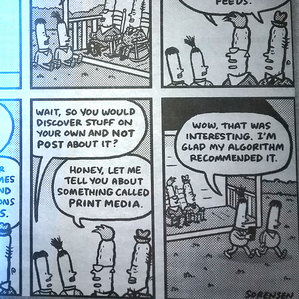 FEEDS.
WAIT, SO YOU WOULD
DISCOVER STUFF ON
YOUR OWN AND NOT
POST ABOUT IT?
HONEY, LET ME
TELL YOU ABOUT
SOMETHING CALLED
PRINT MEDIA.
WOW, THAT WAS
INTERESTING. I'M
GLAD MY ALGORITHM
RECOMMENDED IT.
SORENSEN